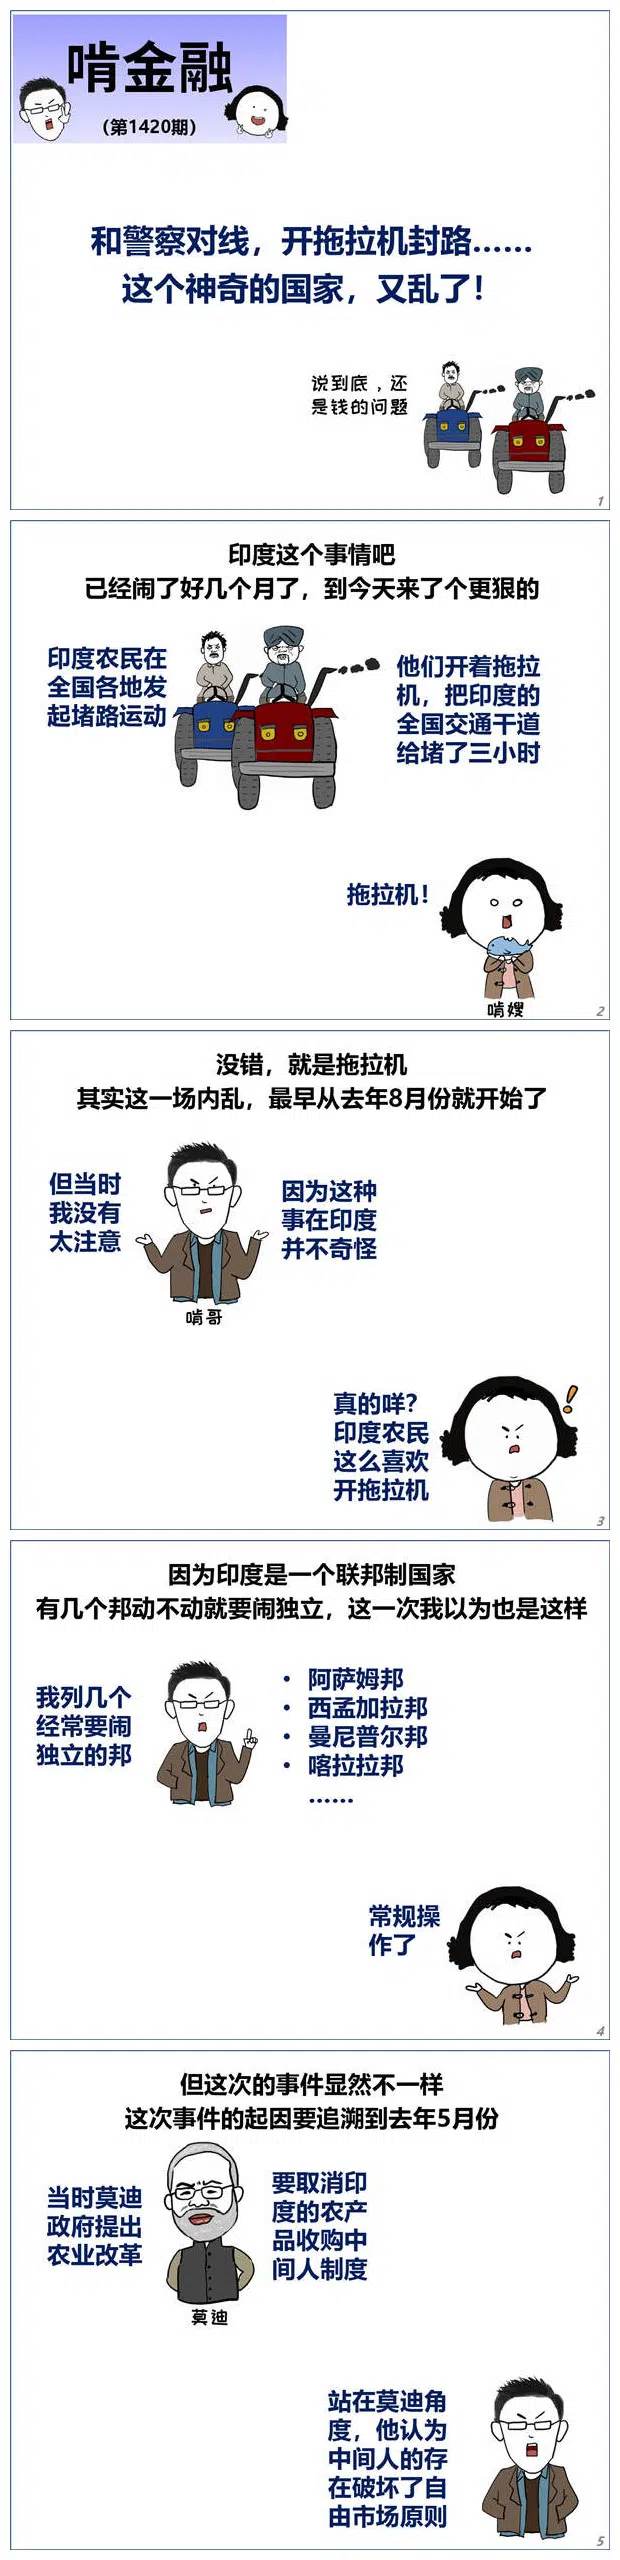 啃金融
（第1420期）
和警察对线，开拖拉机封路……
这个神奇的国家，又乱了！
说到底，还
是钱的问题
1
印度这个事情吧
已经闹了好几个月了，到今天来了个更狠的
印度农民在
全国各地发
起堵路运动
他们开着拖拉
机，把印度的
全国交通干道
给堵了三小时
拖拉机！
啃嫂
2
没错，就是拖拉机
其实这一场内乱，最早从去年8月份就开始了
但当时
我没有
太注意
因为这种
事在印度
并不奇怪
啃哥
真的咩？
印度农民
这么喜欢
开拖拉机
3
因为印度是一个联邦制国家
有几个邦动不动就要闹独立，这一次我以为也是这样
我列几个
经常要闹
独立的邦
• 阿萨姆邦
• 西孟加拉邦
• 曼尼普尔邦
• 喀拉拉邦
……
常规操
作了
4
但这次的事件显然不一样
这次事件的起因要追溯到去年5月份
当时莫迪
政府提出
农业改革
要取消印
度的农产
品收购中
间人制度
莫迪
站在莫迪角
度，他认为
中间人的存
在破坏了自
由市场原则
5